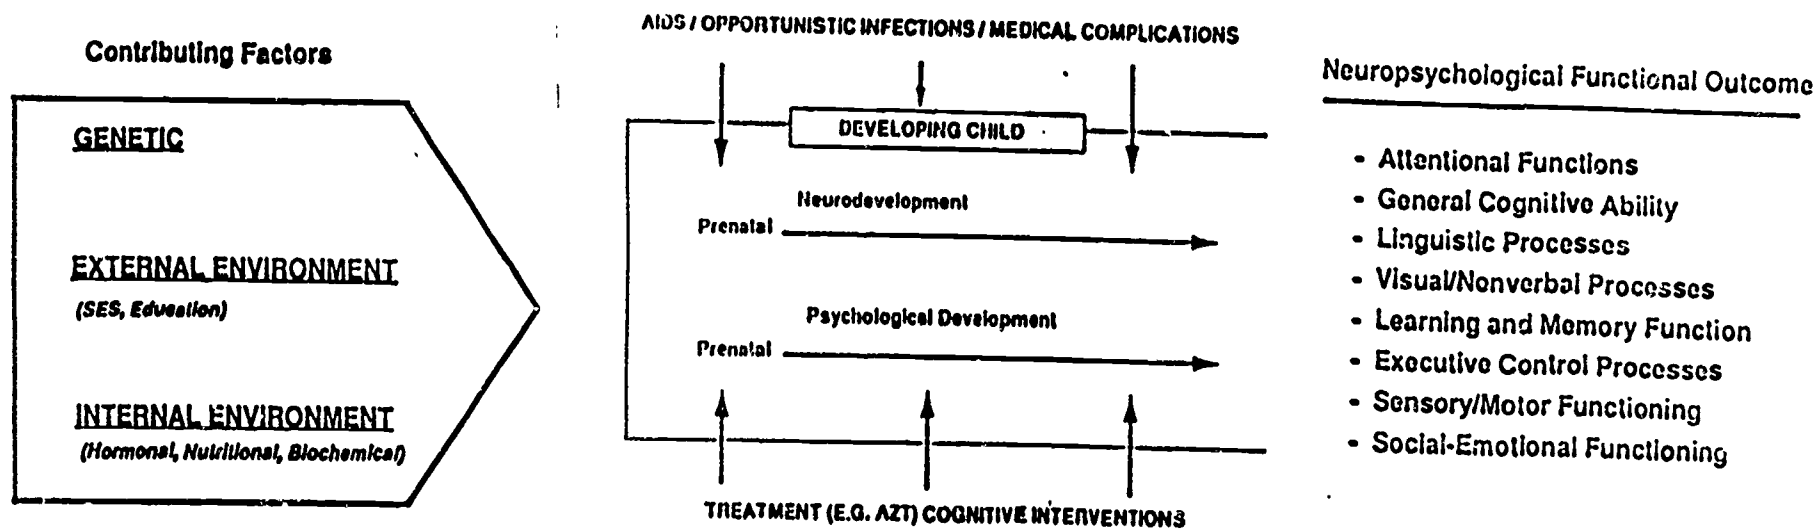 Contributing Factors
GENETIC
EXTERNAL ENVIRONMENT
(SES, Education)
INTERNAL ENVIRONMENT
(Hormonal, Nutritional, Biochemical)
AIDS / OPPORTUNISTIC INFECTIONS / MEDICAL COMPLICATIONS
DEVELOPING CHILD
Neurodevelopment
Prenatal
Psychological Development
Prenatal
TREATMENT (E.G. AZT) COGNITIVE INTERVENTIONS
Neuropsychological Functional Outcome
- Attentional Functions
- General Cognitive Ability
- Linguistic Processes
- Visual/Nonverbal Processes
- Learning and Memory Function
- Executive Control Processes
- Sensory/Motor Functioning
- Social-Emotional Functioning